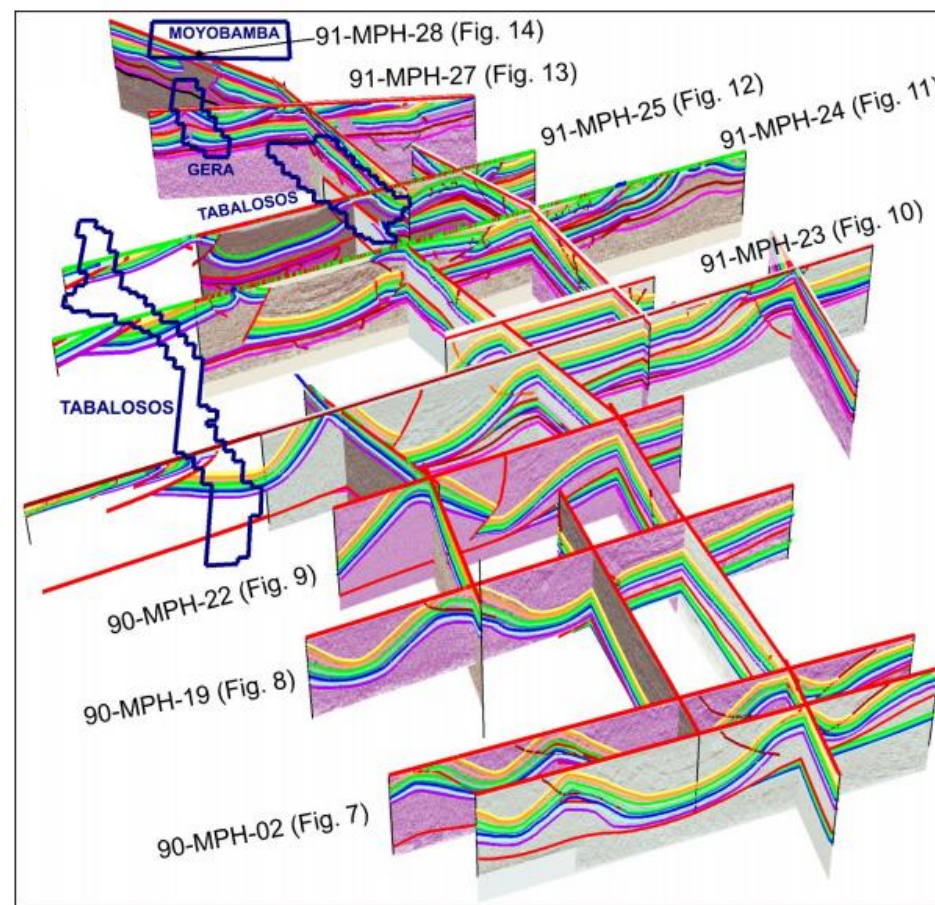 MOYOBAMBA
91-MPH-28 (Fig. 14)
91-MPH-27 (Fig. 13)
91-MPH-25 (Fig. 12)
91-MPH-24 (Fig. 11)
GERA
TABALOSOS
91-MPH-23 (Fig. 10)
TABALOSOS
90-MPH-22 (Fig. 9)
90-MPH-19 (Fig. 8)
90-MPH-02 (Fig. 7)